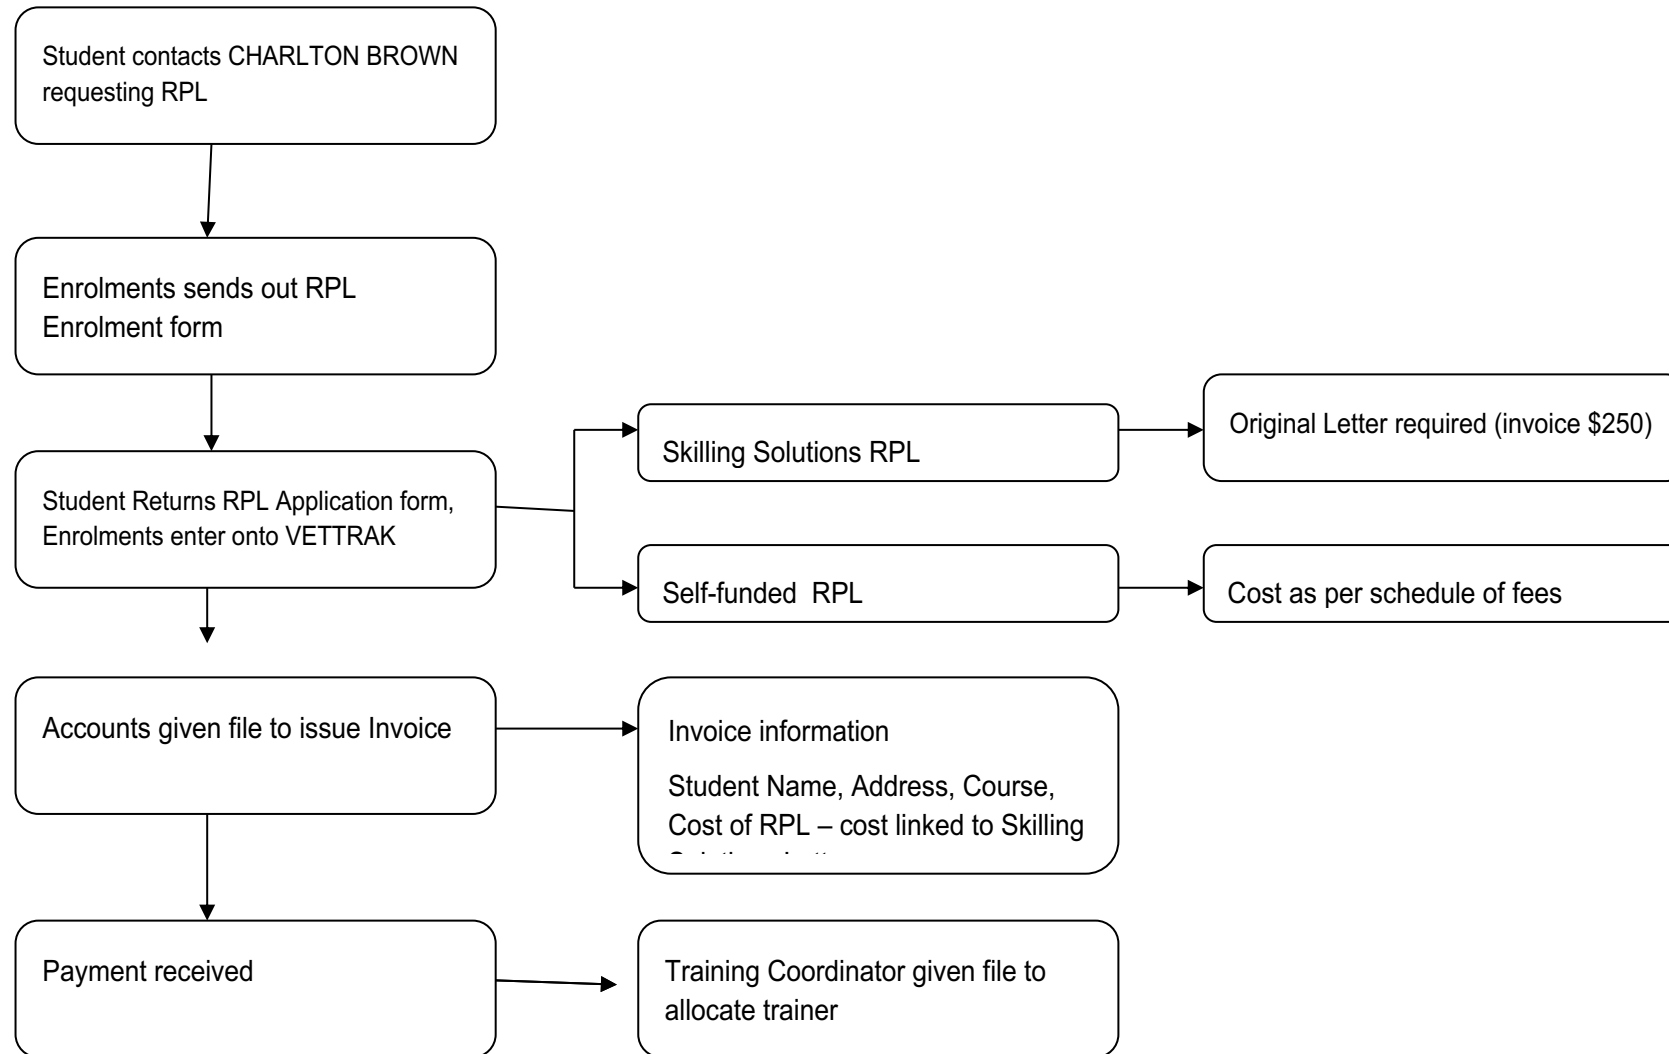 Student contacts CHARLTON BROWN
requesting RPL
Enrolments sends out RPL
Enrolment form
Student Returns RPL Application form,
Enrolments enter onto VETTRAK
Skilling Solutions RPL
Original Letter required (invoice $250)
Self-funded RPL
Cost as per schedule of fees
Accounts given file to issue Invoice
Invoice information
Student Name, Address, Course,
Cost of RPL – cost linked to Skilling
Payment received
Training Coordinator given file to
allocate trainer